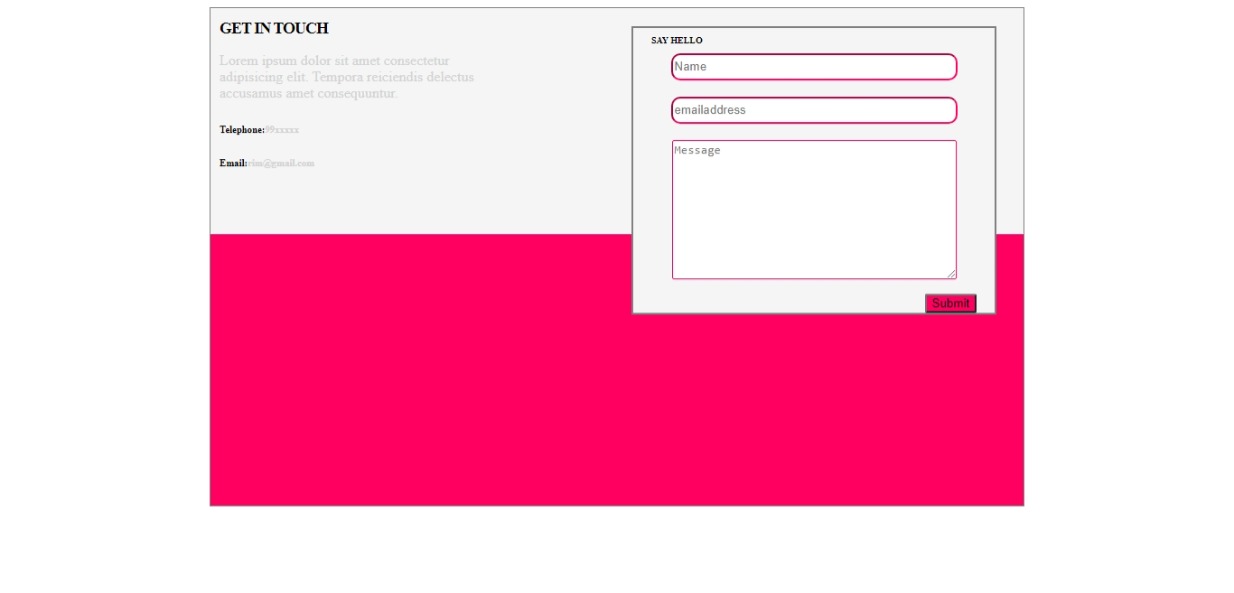 GET IN TOUCH
Lorem ipsum dolor sit amet consectetur
adipisicing elit. Tempora reiciendis delectus
accusamus amet consequuntur.
Telephone:99xxxxx
Email:rim@gmail.com
SAY HELLO
Name
emailaddress
Message
Submit